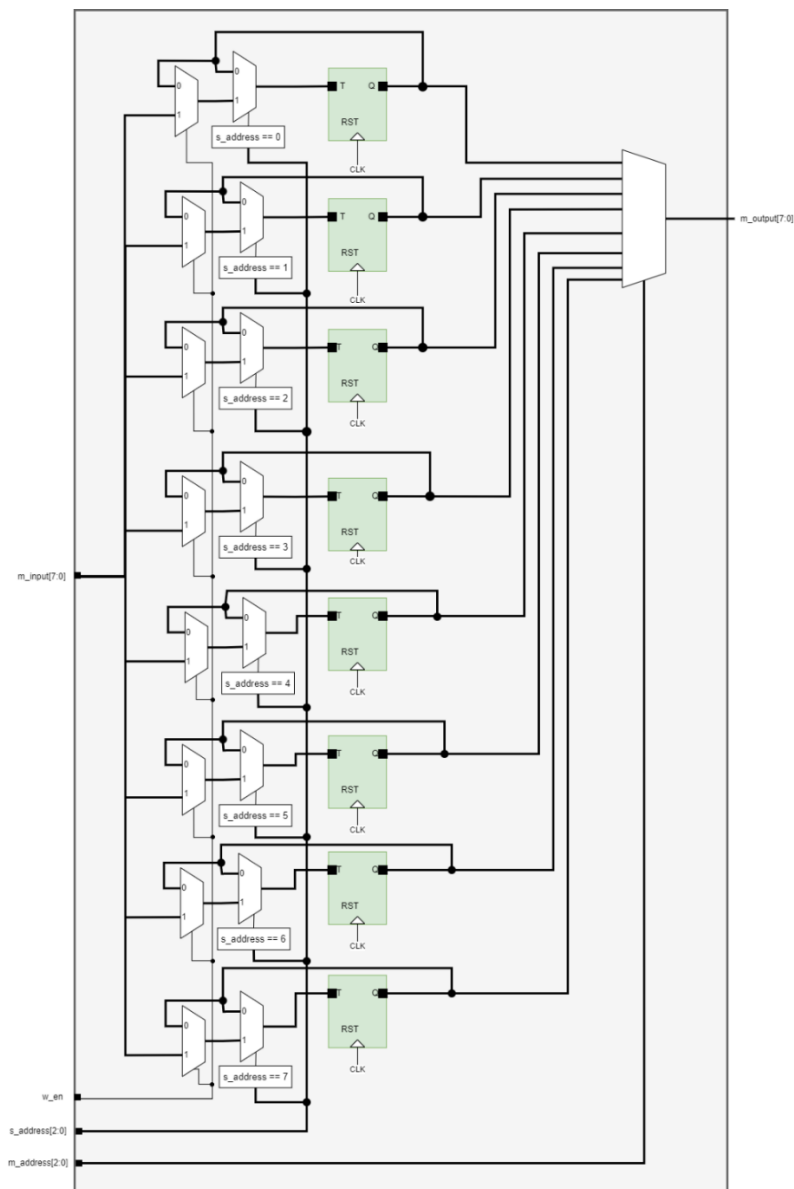 0
0
1
T
Q
1
RST
s_address == 0
CLK
0
0
T
Q
1
1
RST
s_address == 1
CLK
m_output[7:0]
0
0
T
Q
1
1
RST
s_address == 2
CLK
0
0
T
Q
1
1
RST
s_address == 3
CLK
m_input[7:0]
0
0
T
Q
1
1
RST
s_address == 4
CLK
0
0
T
Q
1
1
RST
s_address == 5
CLK
0
0
T
Q
1
1
RST
s_address == 6
CLK
0
0
T
Q
1
1
RST
s_address == 7
CLK
w_en
s_address[2:0]
m_address[2:0]